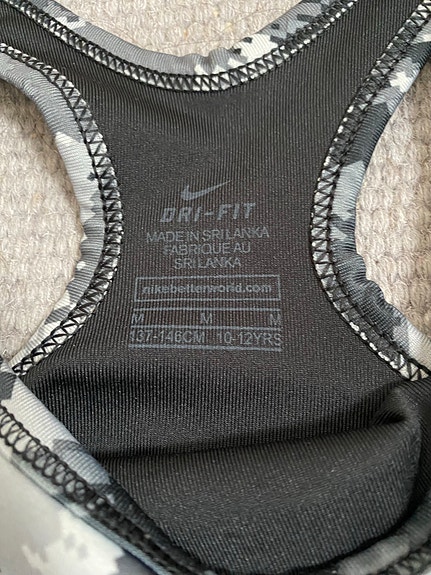 DRI-FIT
MADE IN SRI LANKA
FABRIQUE AU
SRI LANKA
nikebetterworld.com
M M M
137-146CM 10-12YRS